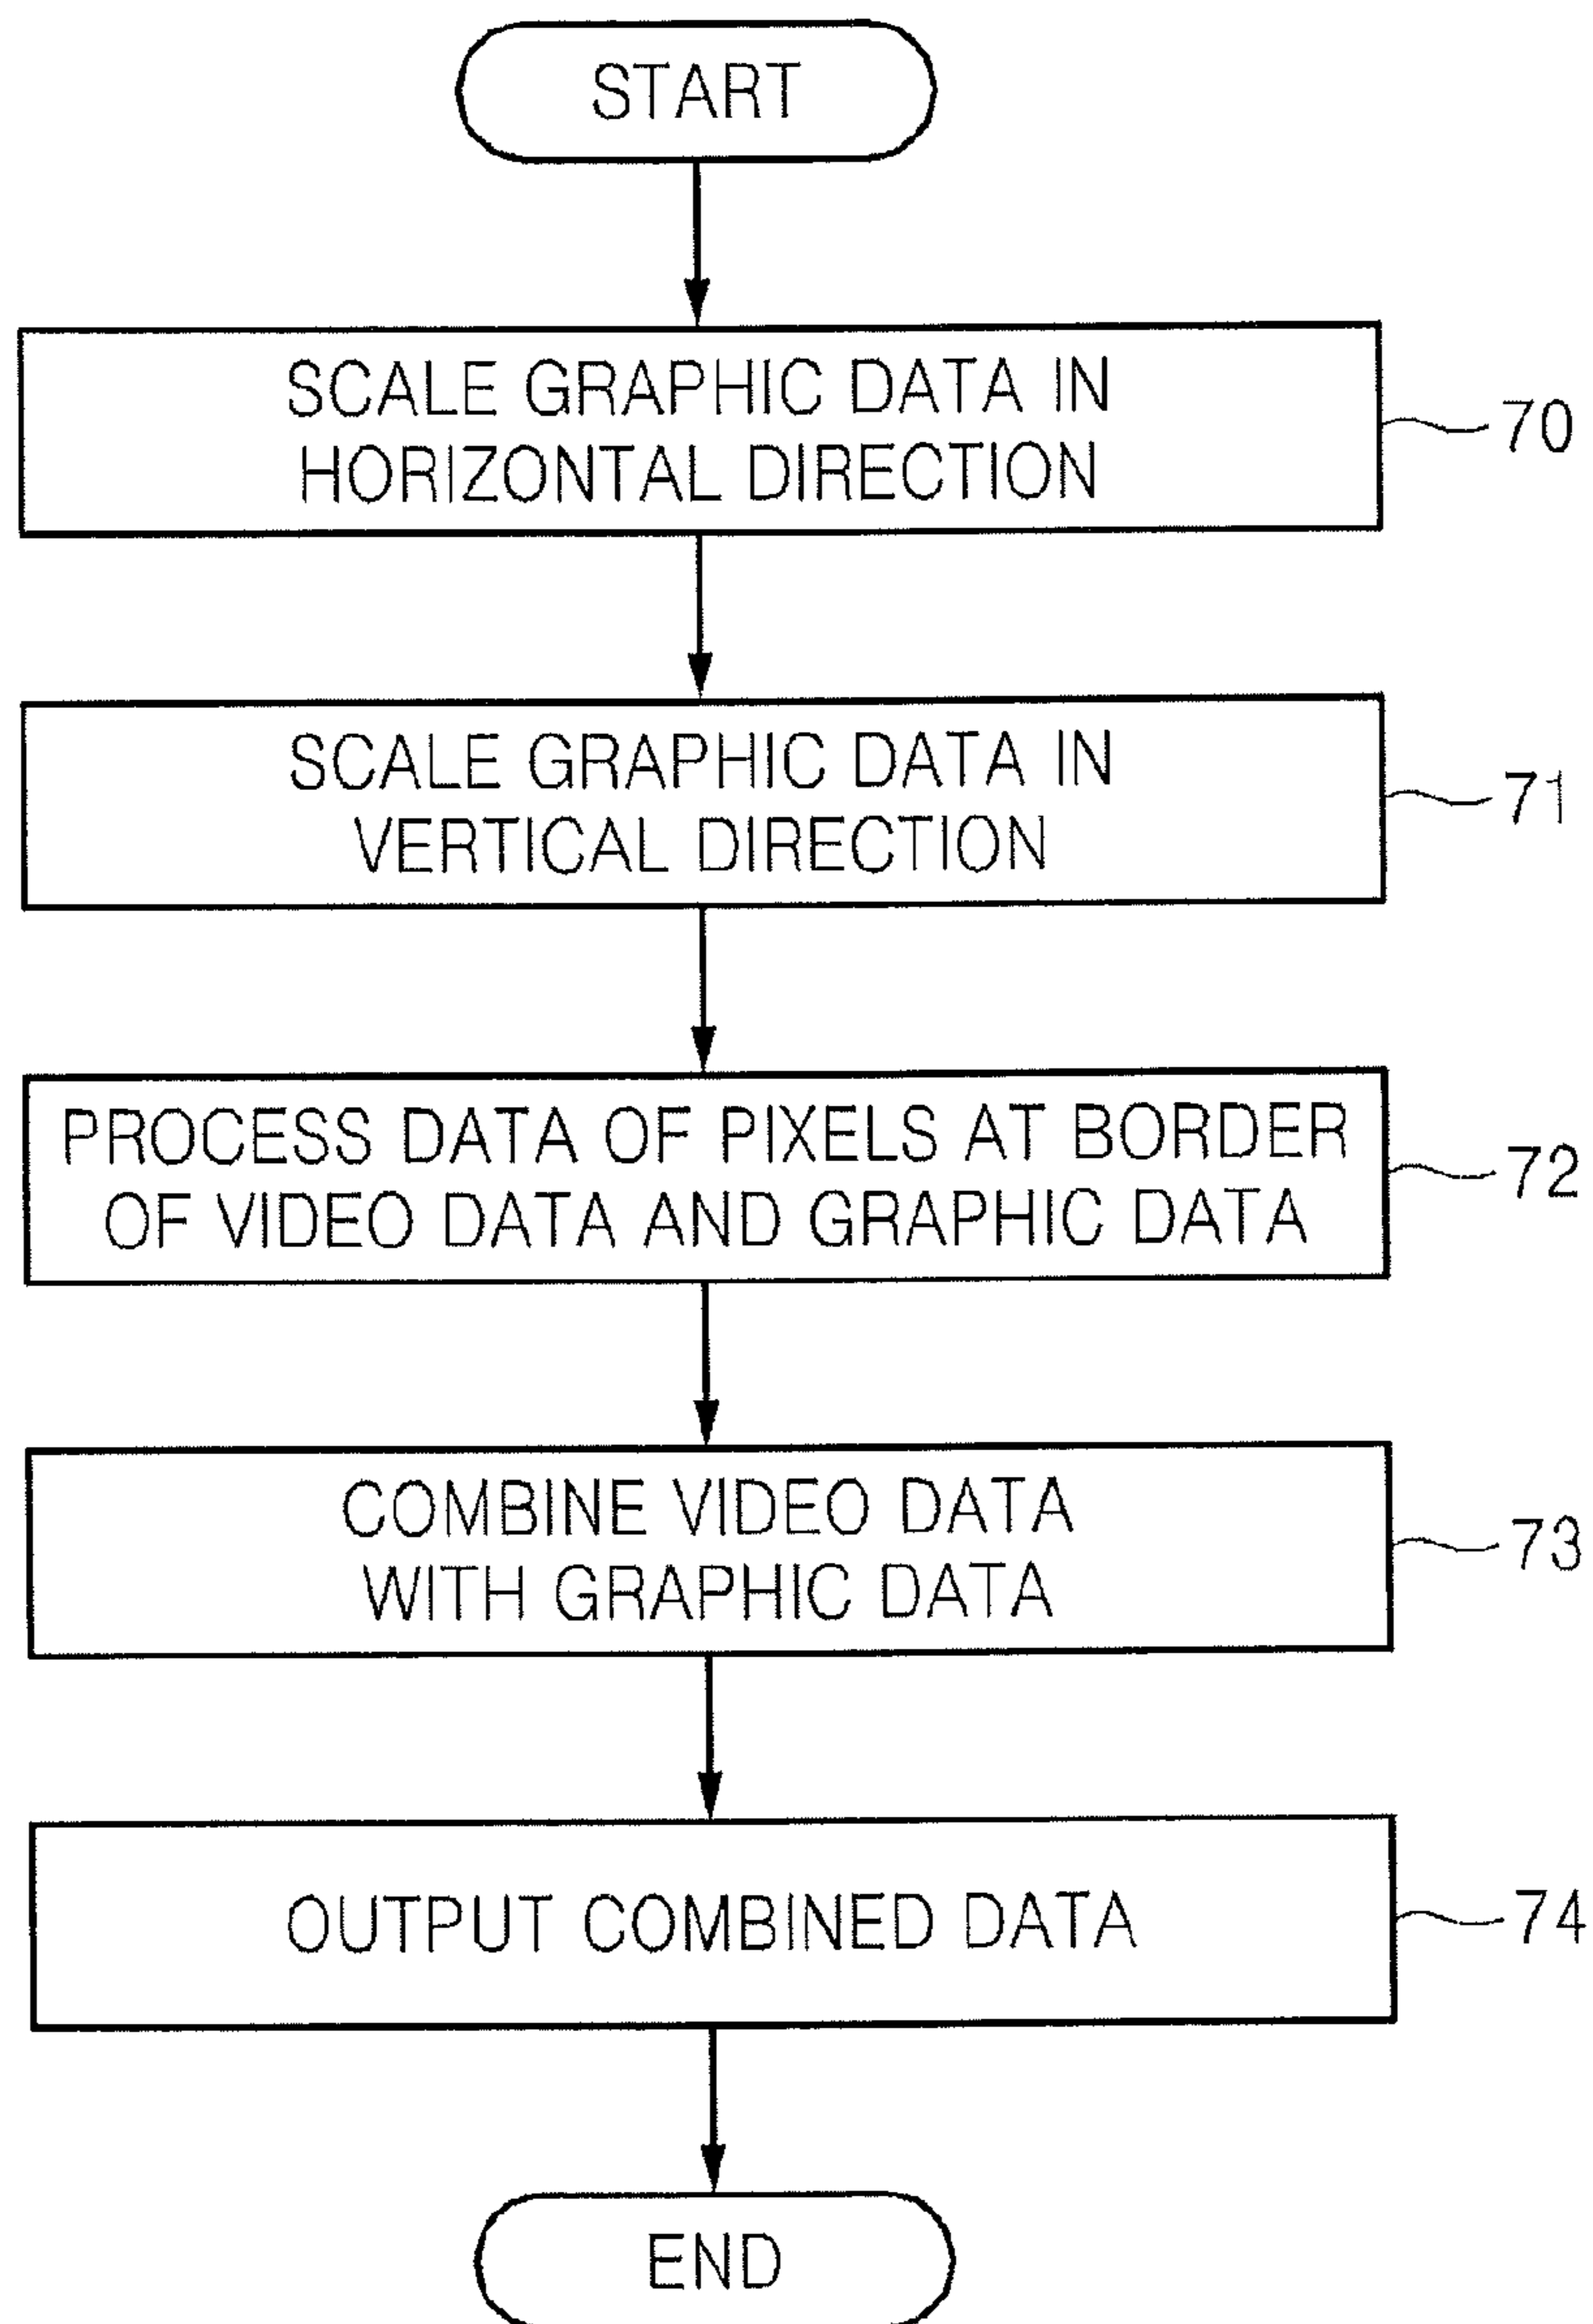 START
SCALE GRAPHIC DATA IN
HORIZONTAL DIRECTION
70
SCALE GRAPHIC DATA IN
VERTICAL DIRECTION
71
PROCESS DATA OF PIXELS AT BORDER
OF VIDEO DATA AND GRAPHIC DATA
72
COMBINE VIDEO DATA
WITH GRAPHIC DATA
73
OUTPUT COMBINED DATA
74
END